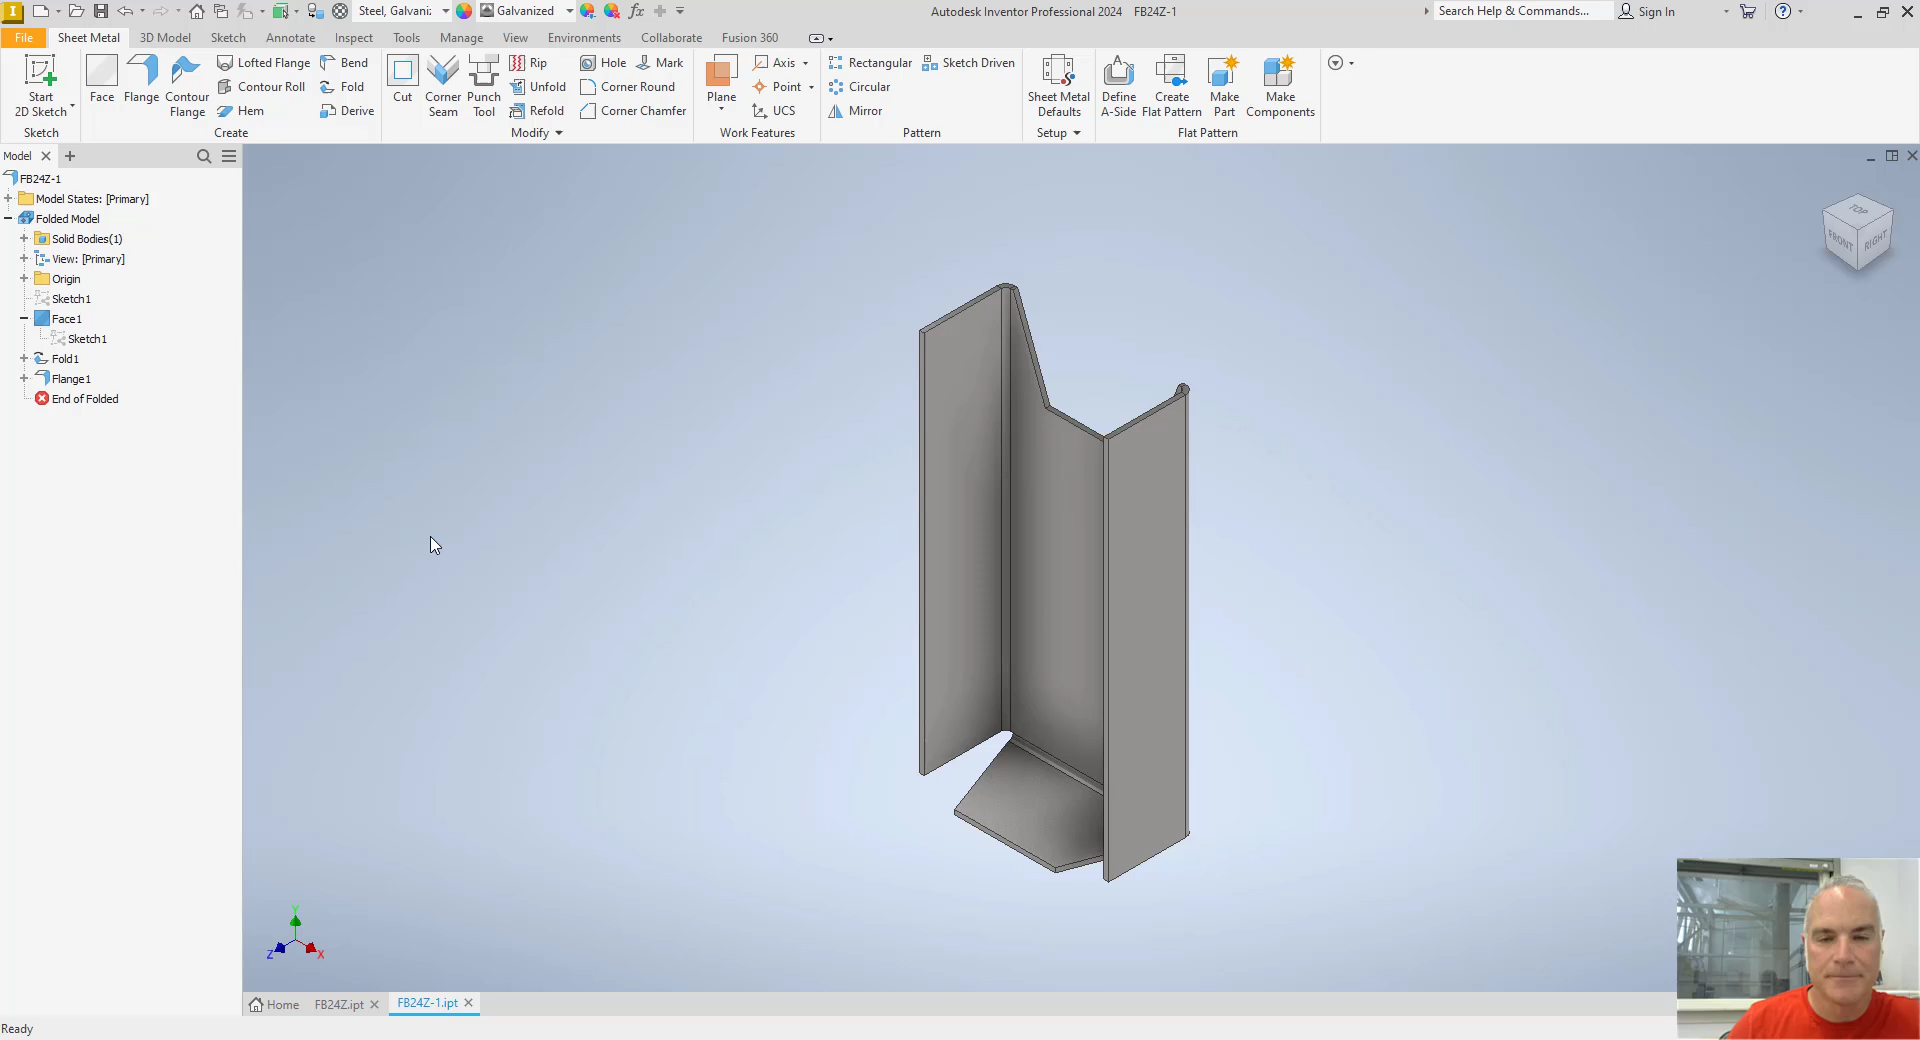 Steel, Galvani:
Galvanized
Autodesk Inventor Professional 2024 FB24Z-1
Search Help & Commands...
Sign In
File
Sheet Metal
3D Model
Sketch
Annotate
Inspect
Tools
Manage
View
Environments
Collaborate
Fusion 360
Start
2D Sketch
Sketch
Face
Flange
Contour
Flange
Lofted Flange
Contour Roll
Hem
Bend
Fold
Derive
Create
Cut
Corner
Seam
Punch
Tool
Rip
Unfold
Refold
Hole
Mark
Corner Round
Corner Chamfer
Modify
Plane
Axis
Point
UCS
Work Features
Rectangular
Circular
Mirror
Sketch Driven
Pattern
Sheet Metal
Defaults
Setup
Define
A-Side
Create
Flat Pattern
Make
Part
Make
Components
Flat Pattern
Model
FB24Z-1
Model States: [Primary]
Folded Model
Solid Bodies(1)
View: [Primary]
Origin
Sketch1
Face1
Sketch1
Fold1
Flange1
End of Folded
TOP
FRONT
RIGHT
Y
Z
X
Home
FB24Z.ipt
FB24Z-1.ipt
Ready